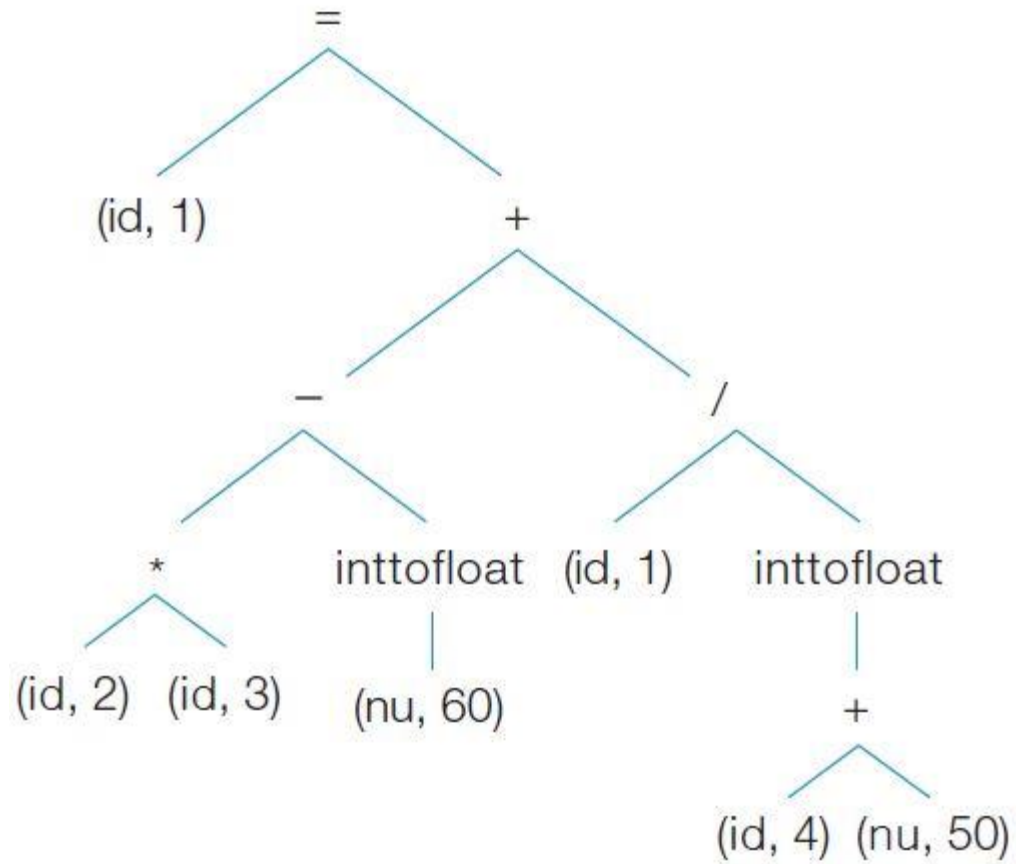 =
(id, 1) +
– /
* inttofloat (id, 1) inttofloat
(id, 2) (id, 3) (nu, 60) +
(id, 4) (nu, 50)